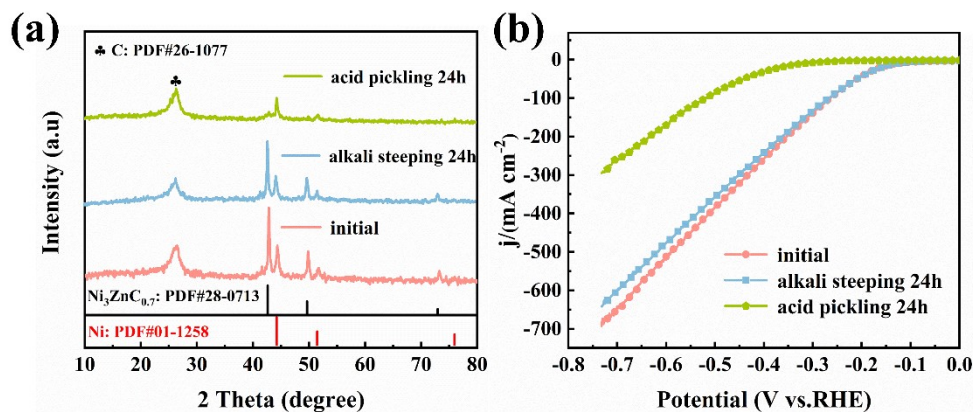 (a)
♣ C: PDF#26-1077
acid pickling 24h
♣
alkali steeping 24h
initial
Ni₃ZnC₀.₇: PDF#28-0713
Ni: PDF#01-1258
Intensity (a.u)
10 20 30 40 50 60 70 80
2 Theta (degree)
(b)
0
-100
-200
-300
-400
-500
-600
-700
j/(mA cm⁻²)
initial
alkali steeping 24h
acid pickling 24h
-0.8 -0.7 -0.6 -0.5 -0.4 -0.3 -0.2 -0.1 0.0
Potential (V vs.RHE)